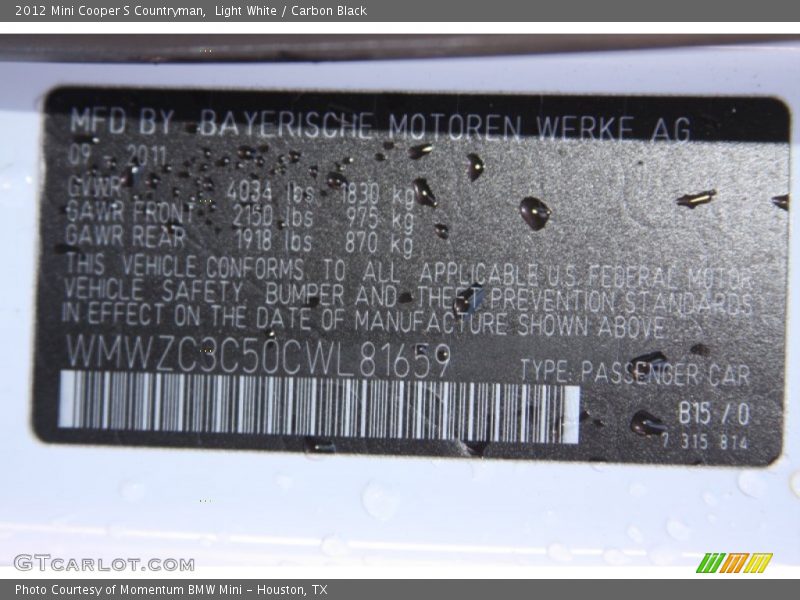 2012 Mini Cooper S Countryman, Light White / Carbon Black
MFD BY BAYERISCHE MOTOREN WERKE AG
09 2011
GVWR 4034 lbs 1830 kg
GAWR FRONT 2150 lbs 975 kg
GAWR REAR 1918 lbs 870 kg
THIS VEHICLE CONFORMS TO ALL APPLICABLE U.S. FEDERAL MOTOR
VEHICLE SAFETY BUMPER AND THEFT PREVENTION STANDARDS
IN EFFECT ON THE DATE OF MANUFACTURE SHOWN ABOVE.
WMWZC3C50CWL81659
TYPE: PASSENGER CAR
B15 / 0
7 315 814
GTCARLOT.COM
Photo Courtesy of Momentum BMW Mini - Houston, TX